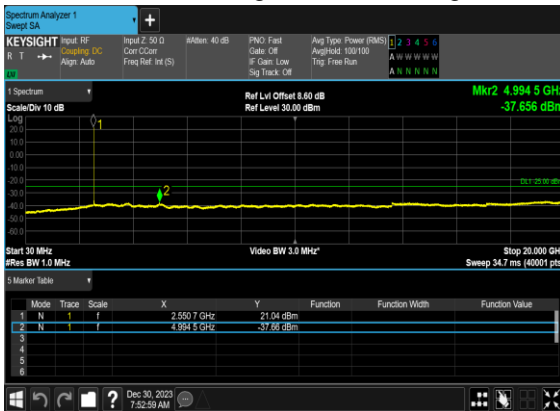 Spectrum Analyzer 1
Swept SA
+
KEYSIGHT Input: RF Input Z: 50 Ω #Atten: 40 dB PNO: Fast Avg Type: Power (RMS) 1 2 3 4 5 6
R T Coupling: DC Corr CCorr Gate: Off Avg|Hold: 100/100 A W W W W W
Align: Auto Freq Ref: Int (S) IF Gain: Low Trig: Free Run
Sig Track: Off A N N N N N
1 Spectrum Ref Lvl Offset 8.60 dB Mkr2 4.994 5 GHz
Scale/Div 10 dB Ref Level 30.00 dBm -37.656 dBm
Log
20.0
10.0
0.00
-10.0
-20.0
-30.0
-40.0
-50.0
-60.0
1
2
Start 30 MHz Video BW 3.0 MHz* Stop 20.000 GHz
#Res BW 1.0 MHz Sweep 34.7 ms (40001 pts)
5 Marker Table
Mode Trace Scale X Y Function Function Width Function Value
1 N 1 f 2.550 7 GHz 21.04 dBm
2 N 1 f 4.994 5 GHz -37.66 dBm
3
4
5
6
? Dec 30, 2023
7:52:59 AM